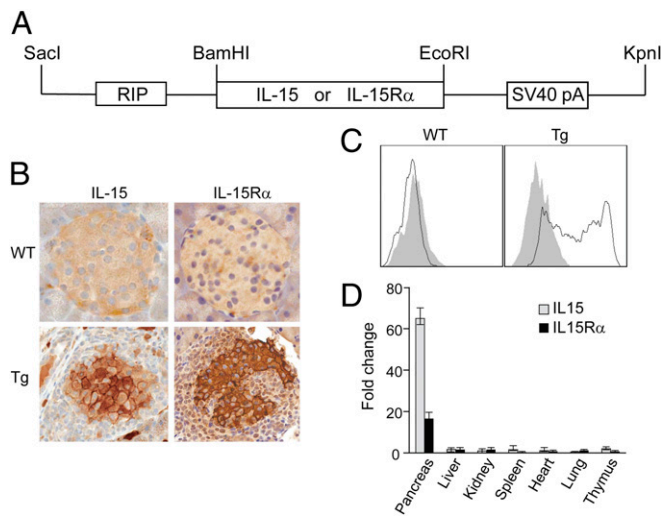 A
SacI BamHI EcoRI KpnI
RIP IL-15 or IL-15Rα SV40 pA
B
IL-15 IL-15Rα
WT
Tg
C
WT Tg
D
IL15
IL15Rα
Fold change
80
60
40
20
0
Pancreas
Liver
Kidney
Spleen
Heart
Lung
Thymus